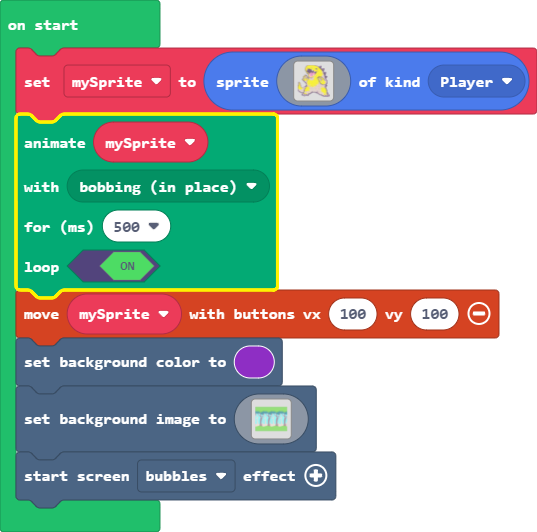 on start
set mySprite to sprite of kind Player
animate mySprite
with bobbing (in place)
for (ms) 500
loop ON
move mySprite with buttons vx 100 vy 100
set background color to
set background image to
start screen bubbles effect